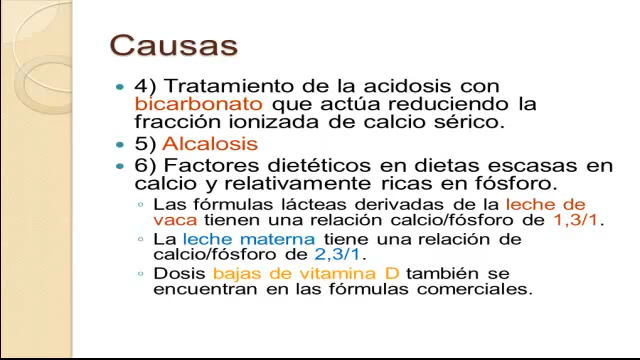 Causas
4) Tratamiento de la acidosis con
bicarbonato que actúa reduciendo la
fracción ionizada de calcio sérico.
5) Alcalosis
6) Factores dietéticos en dietas escasas en
calcio y relativamente ricas en fósforo.
Las fórmulas lácteas derivadas de la leche de
vaca tienen una relación calcio/fósforo de 1,3/1.
La leche materna tiene una relación de
calcio/fósforo de 2,3/1.
Dosis bajas de vitamina D también se
encuentran en las fórmulas comerciales.